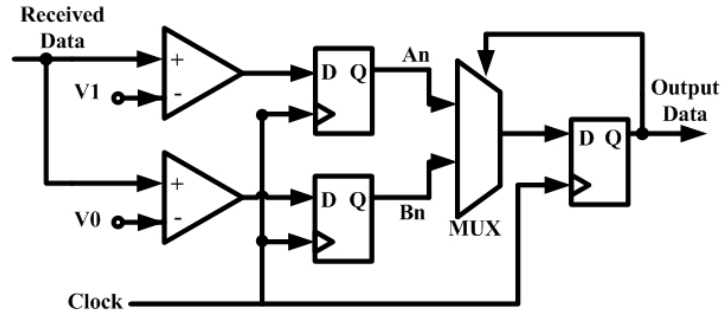 Received
Data
An
+
D Q
V1
-
Output
Data
D Q
+
D Q
V0
-
Bn
MUX
Clock